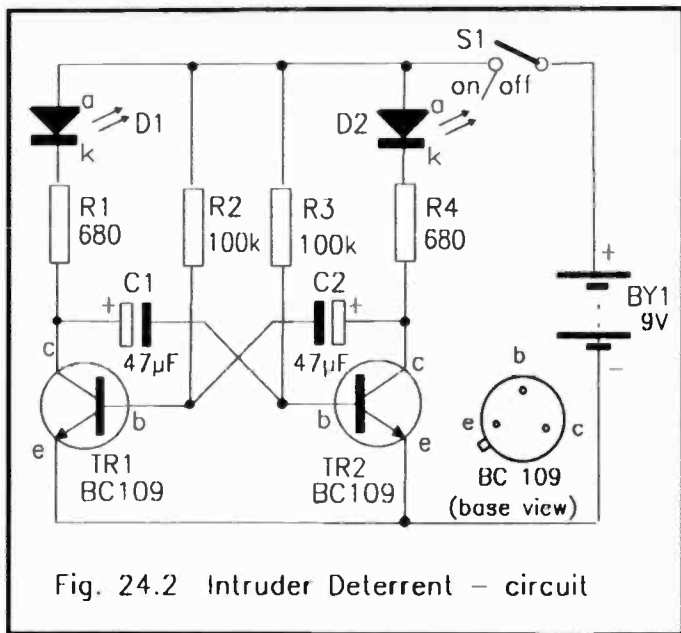 S1
on off
a
D1
k
a
D2
k
R1
680
R2
100k
R3
100k
R4
680
+
BY1
9V
-
C1
+
47µF
C2
+
47µF
c
b
e
TR1
BC109
c
b
e
TR2
BC109
b
e
c
BC 109
(base view)
Fig. 24.2 Intruder Deterrent – circuit